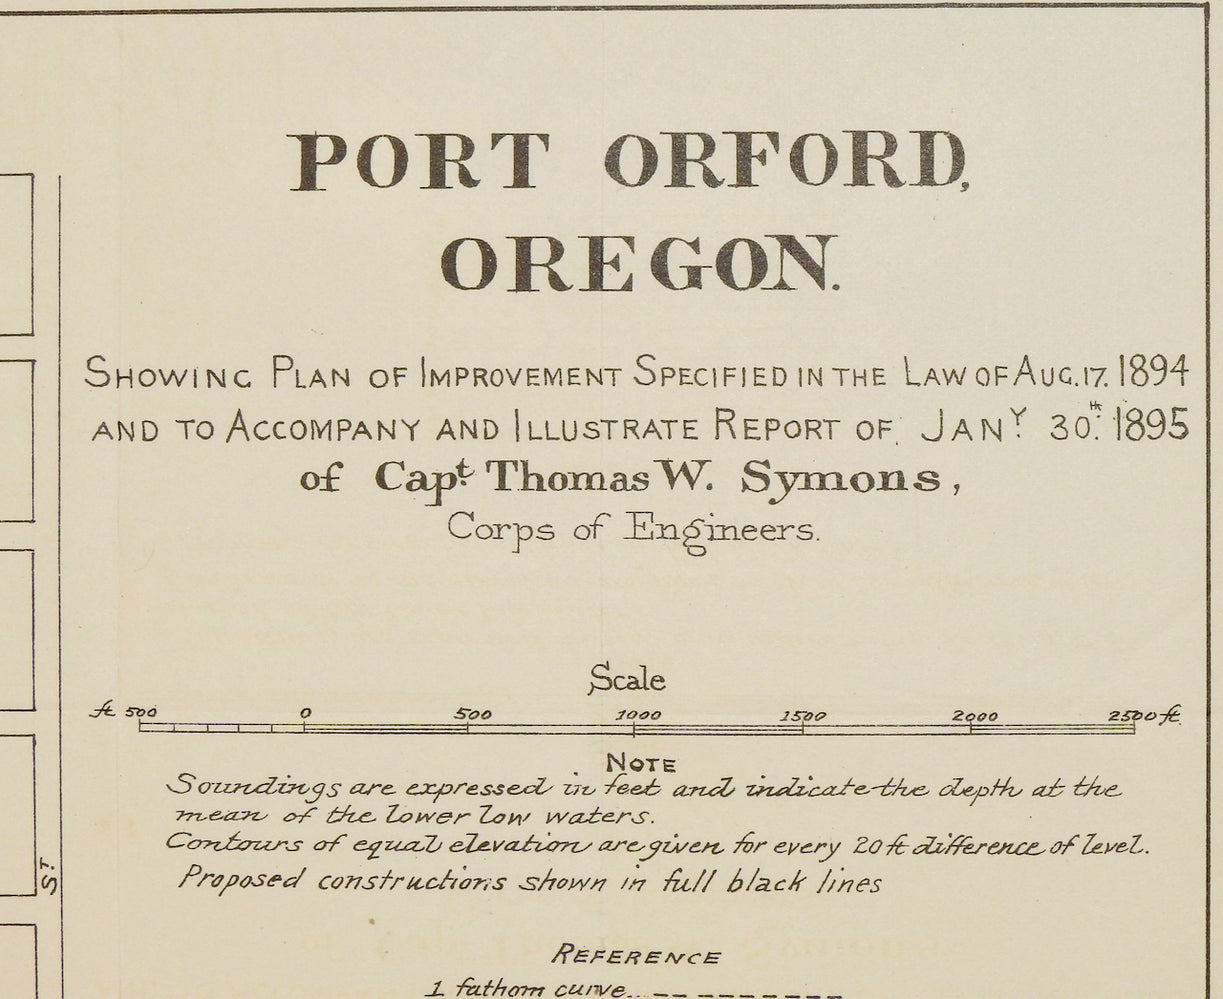 PORT ORFORD,
OREGON.
SHOWING PLAN OF IMPROVEMENT SPECIFIED IN THE LAW OF AUG. 17. 1894
AND TO ACCOMPANY AND ILLUSTRATE REPORT OF JANY 30TH 1895
of Capt. Thomas W. Symons,
Corps of Engineers.
Scale
ft 500 0 500 1000 1500 2000 2500 ft.
NOTE
Soundings are expressed in feet and indicate the depth at the
mean of the lower low waters.
Contours of equal elevation are given for every 20 ft difference of level.
Proposed constructions shown in full black lines
ST
REFERENCE
1 fathom curve